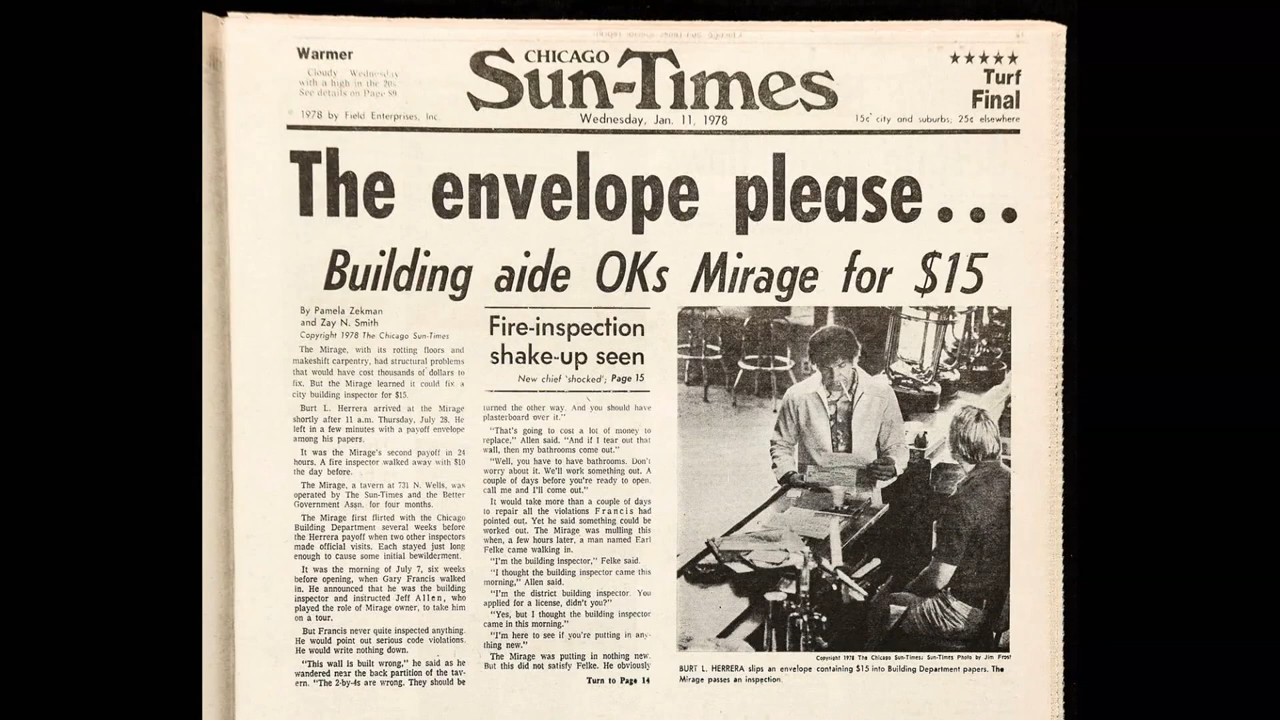 Warmer
Cloudy Wednesday
with a high in the 20s.
See details on Page 89
1978 by Field Enterprises, Inc.
CHICAGO
Sun-Times
Wednesday, Jan. 11, 1978
★★★★★
Turf
Final
15¢ city and suburbs; 25¢ elsewhere
The envelope please...
Building aide OKs Mirage for $15
By Pamela Zekman
and Zay N. Smith
Copyright 1978 The Chicago Sun-Times
The Mirage, with its rotting floors and
makeshift carpentry, had structural problems
that would have cost thousands of dollars to
fix. But the Mirage learned it could fix a
city building inspector for $15.
Burt L. Herrera arrived at the Mirage
shortly after 11 a.m. Thursday, July 28. He
left in a few minutes with a payoff envelope
among his papers.
It was the Mirage's second payoff in 24
hours. A fire inspector walked away with $10
the day before.
The Mirage, a tavern at 731 N. Wells, was
operated by The Sun-Times and the Better
Government Assn. for four months.
The Mirage first flirted with the Chicago
Building Department several weeks before
the Herrera payoff when two other inspectors
made official visits. Each stayed just long
enough to cause some initial bewilderment.
It was the morning of July 7, six weeks
before opening, when Gary Francis walked
in. He announced that he was the building
inspector and instructed Jeff Allen, who
played the role of Mirage owner, to take him
on a tour.
But Francis never quite inspected anything.
He would point out serious code violations.
He would write nothing down.
"This wall is built wrong," he said as he
wandered near the back partition of the tav-
ern. "The 2-by-4s are wrong. They should be
Fire-inspection
shake-up seen
New chief 'shocked'; Page 15
turned the other way. And you should have
plasterboard over it."
"That's going to cost a lot of money to
replace," Allen said. "And if I tear out that
wall, then my bathrooms come out."
"Well, you have to have bathrooms. Don't
worry about it. We'll work something out. A
couple of days before you're ready to open,
call me and I'll come out."
It would take more than a couple of days
to repair all the violations Francis had
pointed out. Yet he said something could be
worked out. The Mirage was mulling this
when, a few hours later, a man named Earl
Felke came walking in.
"I'm the building inspector," Felke said.
"I thought the building inspector came this
morning," Allen said.
"I'm the district building inspector. You
applied for a license, didn't you?"
"Yes, but I thought the building inspector
came in this morning."
"I'm here to see if you're putting in any-
thing new."
The Mirage was putting in nothing new.
But this did not satisfy Felke. He obviously
Turn to Page 14
Copyright 1978 The Chicago Sun-Times; Sun-Times Photo by Jim Frost
BURT L. HERRERA slips an envelope containing $15 into Building Department papers. The
Mirage passes an inspection.